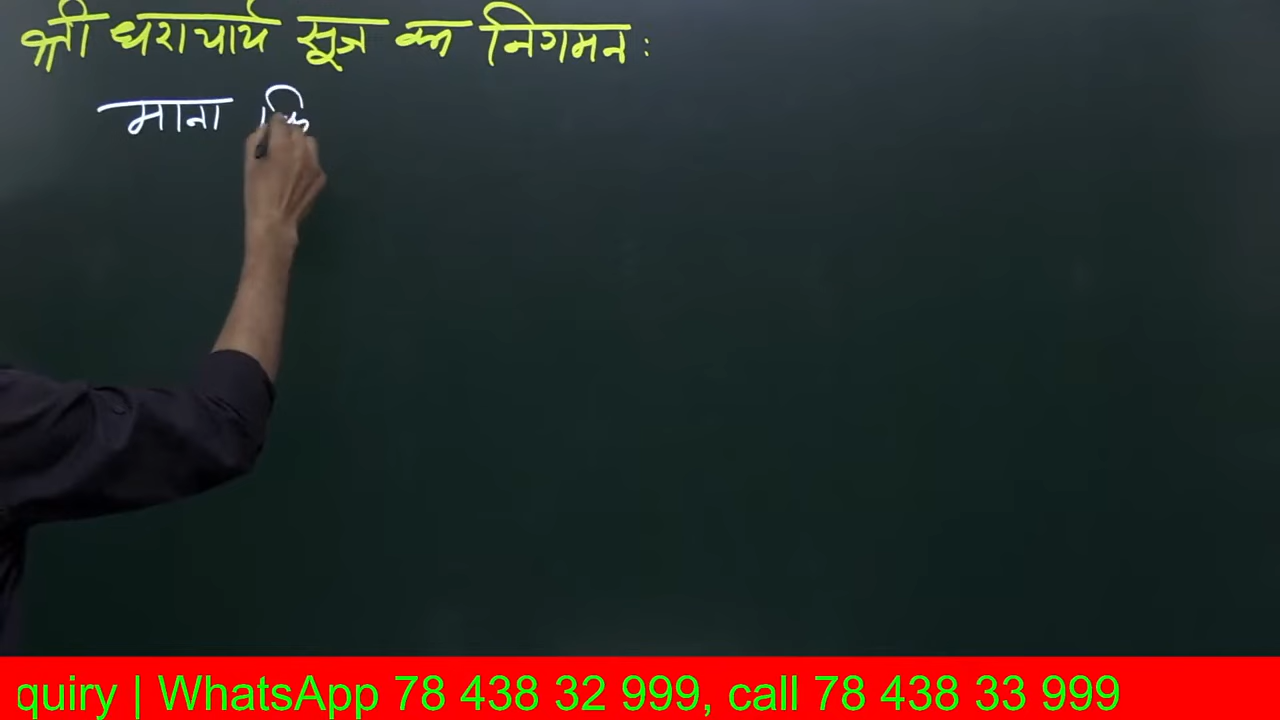 श्री धराचार्य सूत्र का निगमन :
माना कि
quiry | WhatsApp 78 438 32 999, call 78 438 33 999